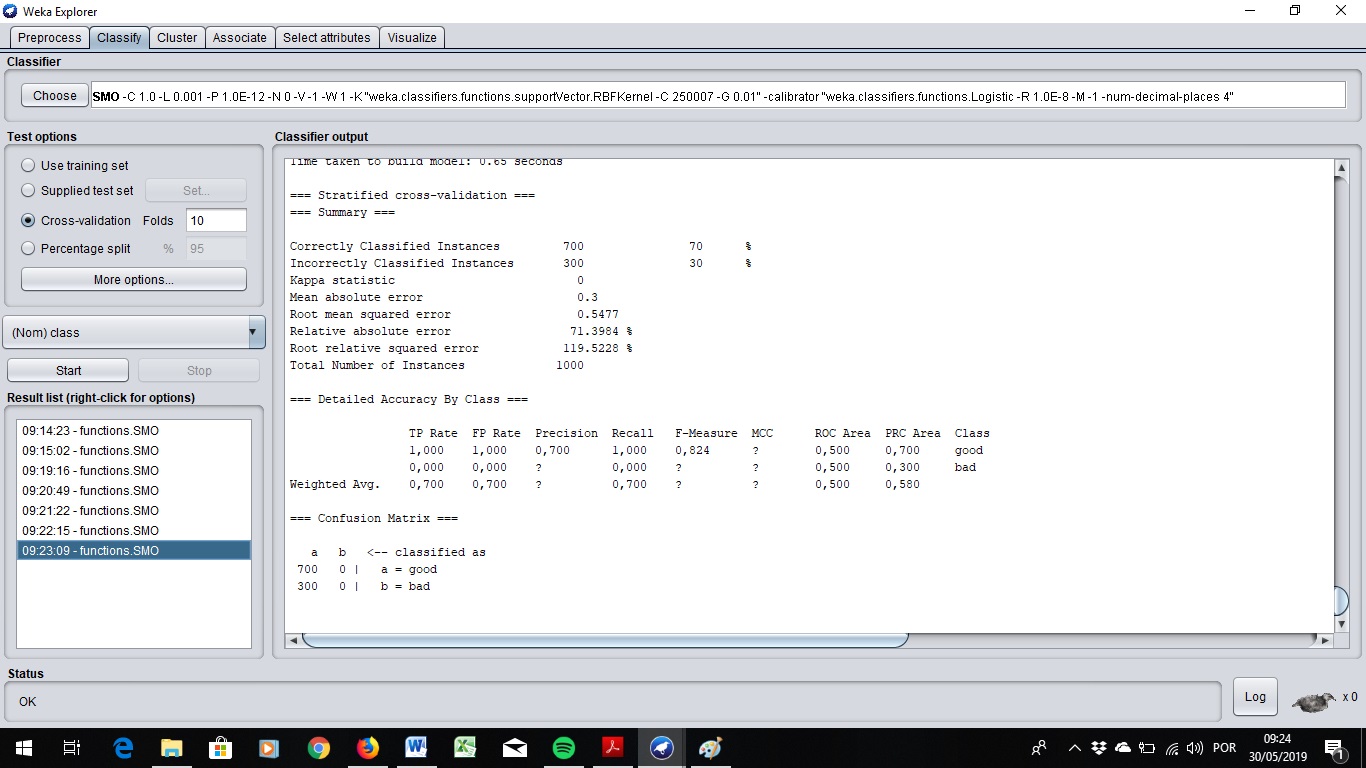 Weka Explorer
Preprocess Classify Cluster Associate Select attributes Visualize
Classifier
Choose SMO -C 1.0 -L 0.001 -P 1.0E-12 -N 0 -V -1 -W 1 -K "weka.classifiers.functions.supportVector.RBFKernel -C 250007 -G 0.01" -calibrator "weka.classifiers.functions.Logistic -R 1.0E-8 -M -1 -num-decimal-places 4"
Test options
Use training set
Supplied test set Set...
Cross-validation Folds 10
Percentage split % 95
More options...
(Nom) class
Start Stop
Result list (right-click for options)
09:14:23 - functions.SMO
09:15:02 - functions.SMO
09:19:16 - functions.SMO
09:20:49 - functions.SMO
09:21:22 - functions.SMO
09:22:15 - functions.SMO
09:23:09 - functions.SMO
Classifier output
Time taken to build model: 0.65 seconds
=== Stratified cross-validation ===
=== Summary ===
Correctly Classified Instances 700 70 %
Incorrectly Classified Instances 300 30 %
Kappa statistic 0
Mean absolute error 0.3
Root mean squared error 0.5477
Relative absolute error 71.3984 %
Root relative squared error 119.5228 %
Total Number of Instances 1000
=== Detailed Accuracy By Class ===
TP Rate FP Rate Precision Recall F-Measure MCC ROC Area PRC Area Class
1,000 1,000 0,700 1,000 0,824 ? 0,500 0,700 good
0,000 0,000 ? 0,000 ? ? 0,500 0,300 bad
Weighted Avg. 0,700 0,700 ? 0,700 ? ? 0,500 0,580
=== Confusion Matrix ===
a b <-- classified as
700 0 | a = good
300 0 | b = bad
Status
OK
Log x 0
POR
09:24
30/05/2019
1